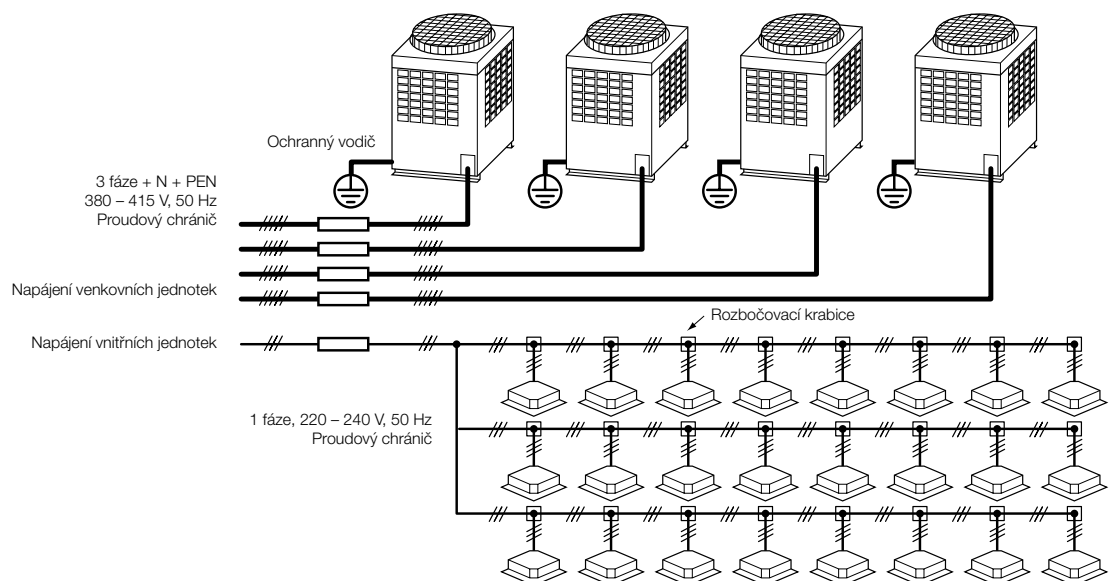 Ochranný vodič
3 fáze + N + PEN
380 – 415 V, 50 Hz
Proudový chránič
Napájení venkovních jednotek
Rozbočovací krabice
Napájení vnitřních jednotek
1 fáze, 220 – 240 V, 50 Hz
Proudový chránič